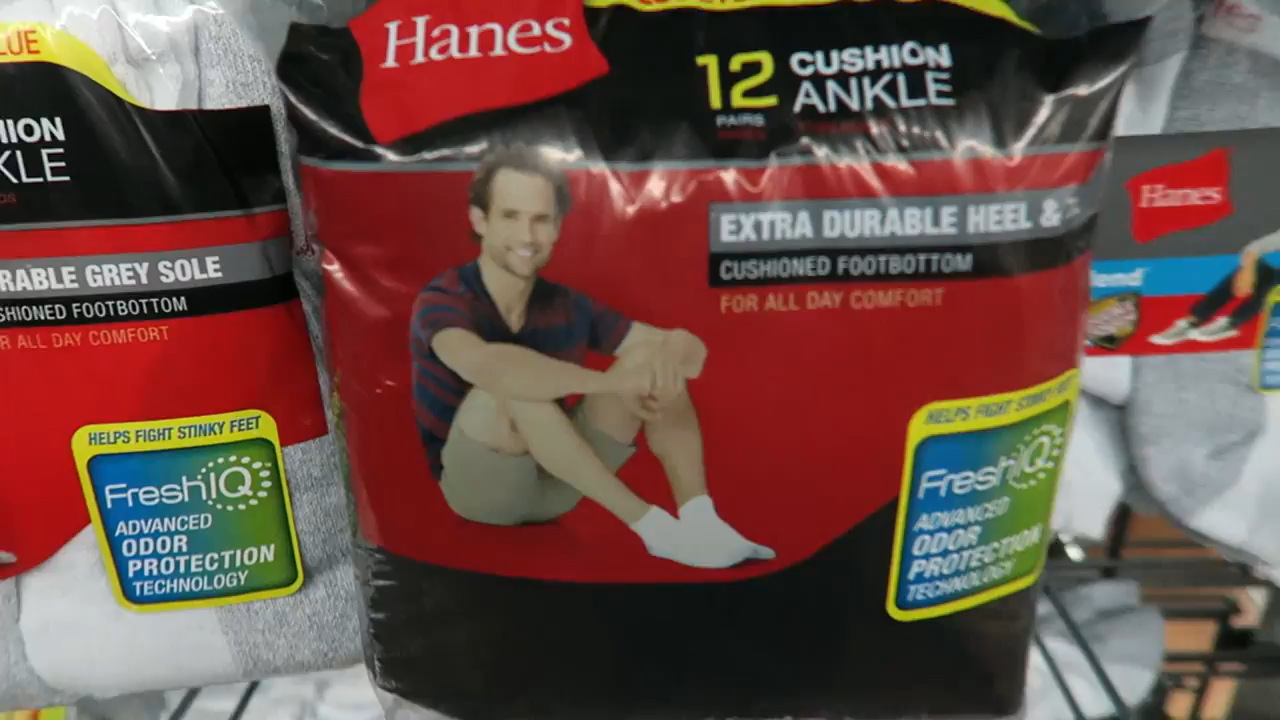 LUE
HION
KLE
RABLE GREY SOLE
SHIONED FOOTBOTTOM
R ALL DAY COMFORT
HELPS FIGHT STINKY FEET
FreshIQ
ADVANCED
ODOR
PROTECTION
TECHNOLOGY
Hanes
12
PAIRS
CUSHION
ANKLE
EXTRA DURABLE HEEL &
CUSHIONED FOOTBOTTOM
FOR ALL DAY COMFORT
HELPS FIGHT STINKY FEET
FreshIQ
ADVANCED
ODOR
PROTECTION
TECHNOLOGY
Hanes
lend